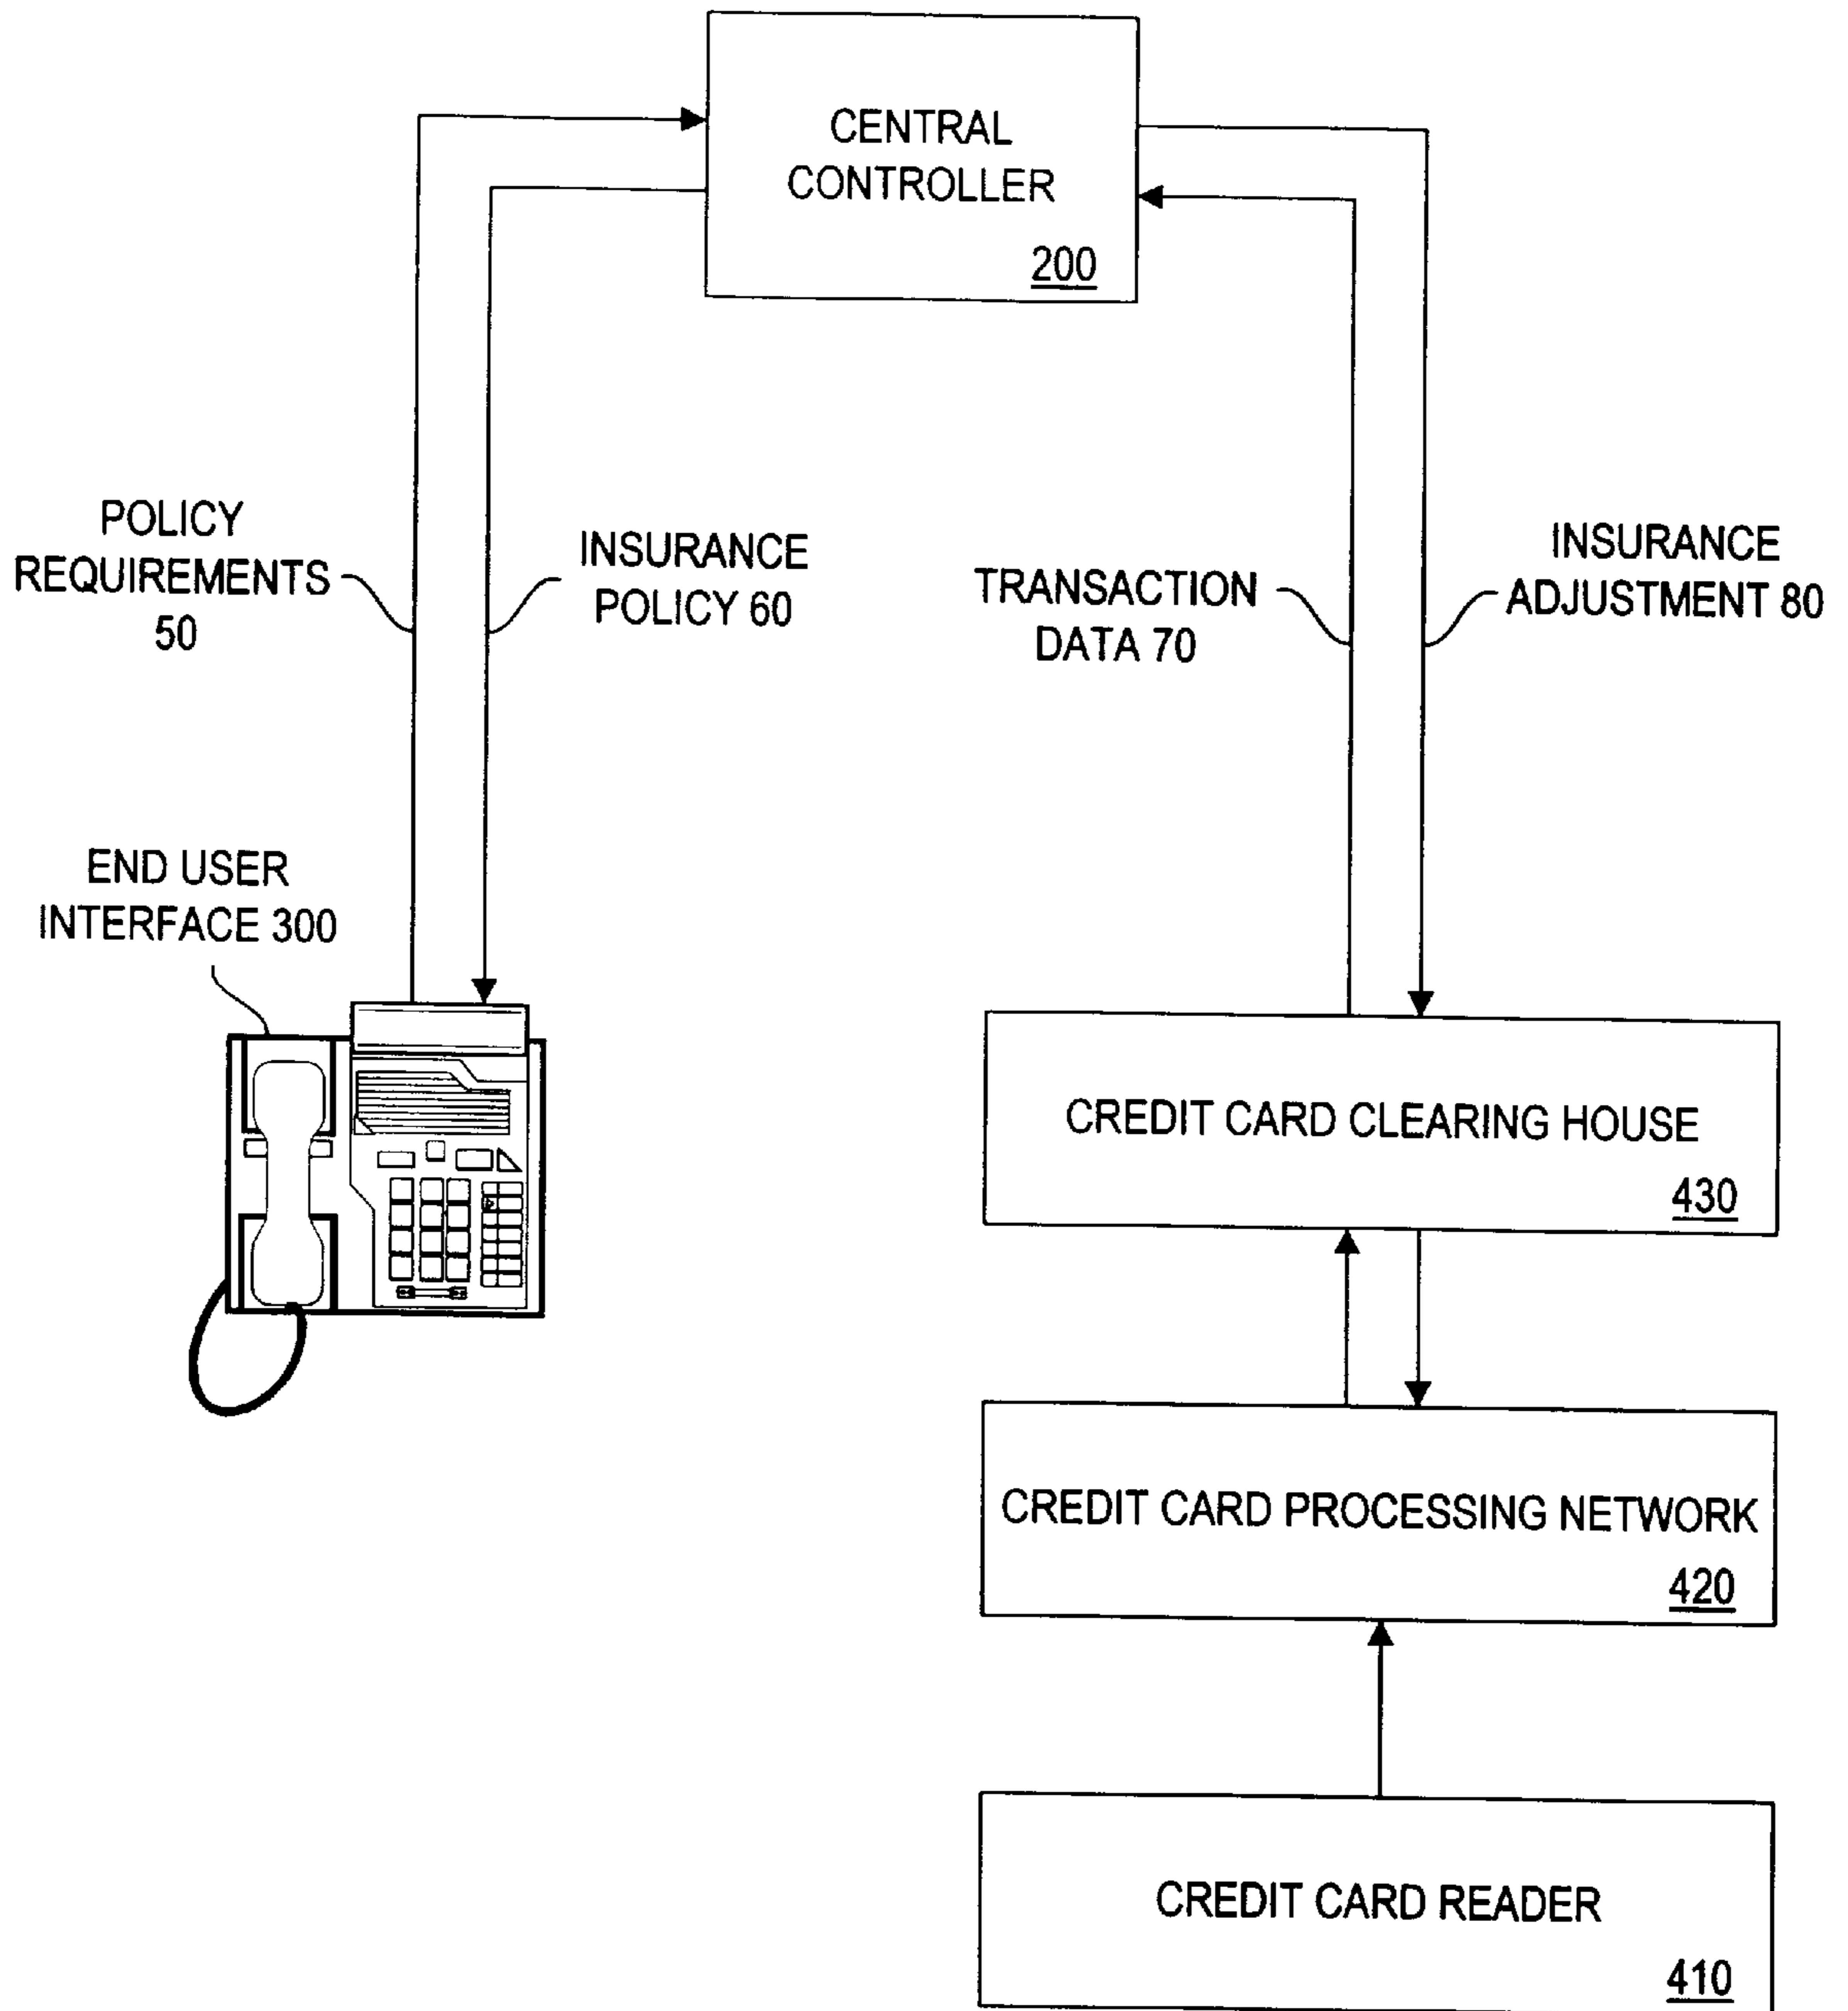 CENTRAL
CONTROLLER
200
POLICY
REQUIREMENTS
50
INSURANCE
POLICY 60
TRANSACTION
DATA 70
INSURANCE
ADJUSTMENT 80
END USER
INTERFACE 300
CREDIT CARD CLEARING HOUSE
430
CREDIT CARD PROCESSING NETWORK
420
CREDIT CARD READER
410